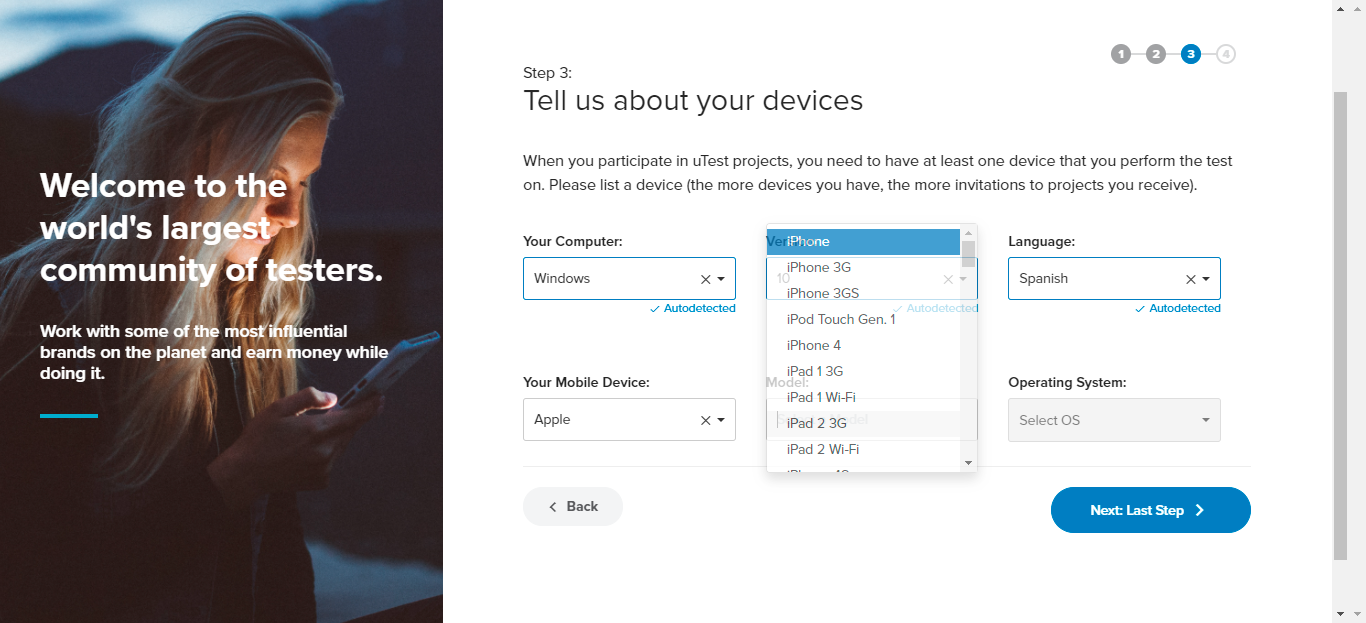 Welcome to the
world's largest
community of testers.
Work with some of the most influential
brands on the planet and earn money while
doing it.
1 2 3 4
Step 3:
Tell us about your devices
When you participate in uTest projects, you need to have at least one device that you perform the test
on. Please list a device (the more devices you have, the more invitations to projects you receive).
Your Computer:
Windows
Autodetected
10
Autodetected
Language:
Spanish
Autodetected
Your Mobile Device:
Apple
Model:
iPhone
iPhone 3G
iPhone 3GS
iPod Touch Gen. 1
iPhone 4
iPad 1 3G
iPad 1 Wi-Fi
iPad 2 3G
iPad 2 Wi-Fi
Operating System:
Select OS
Back
Next: Last Step